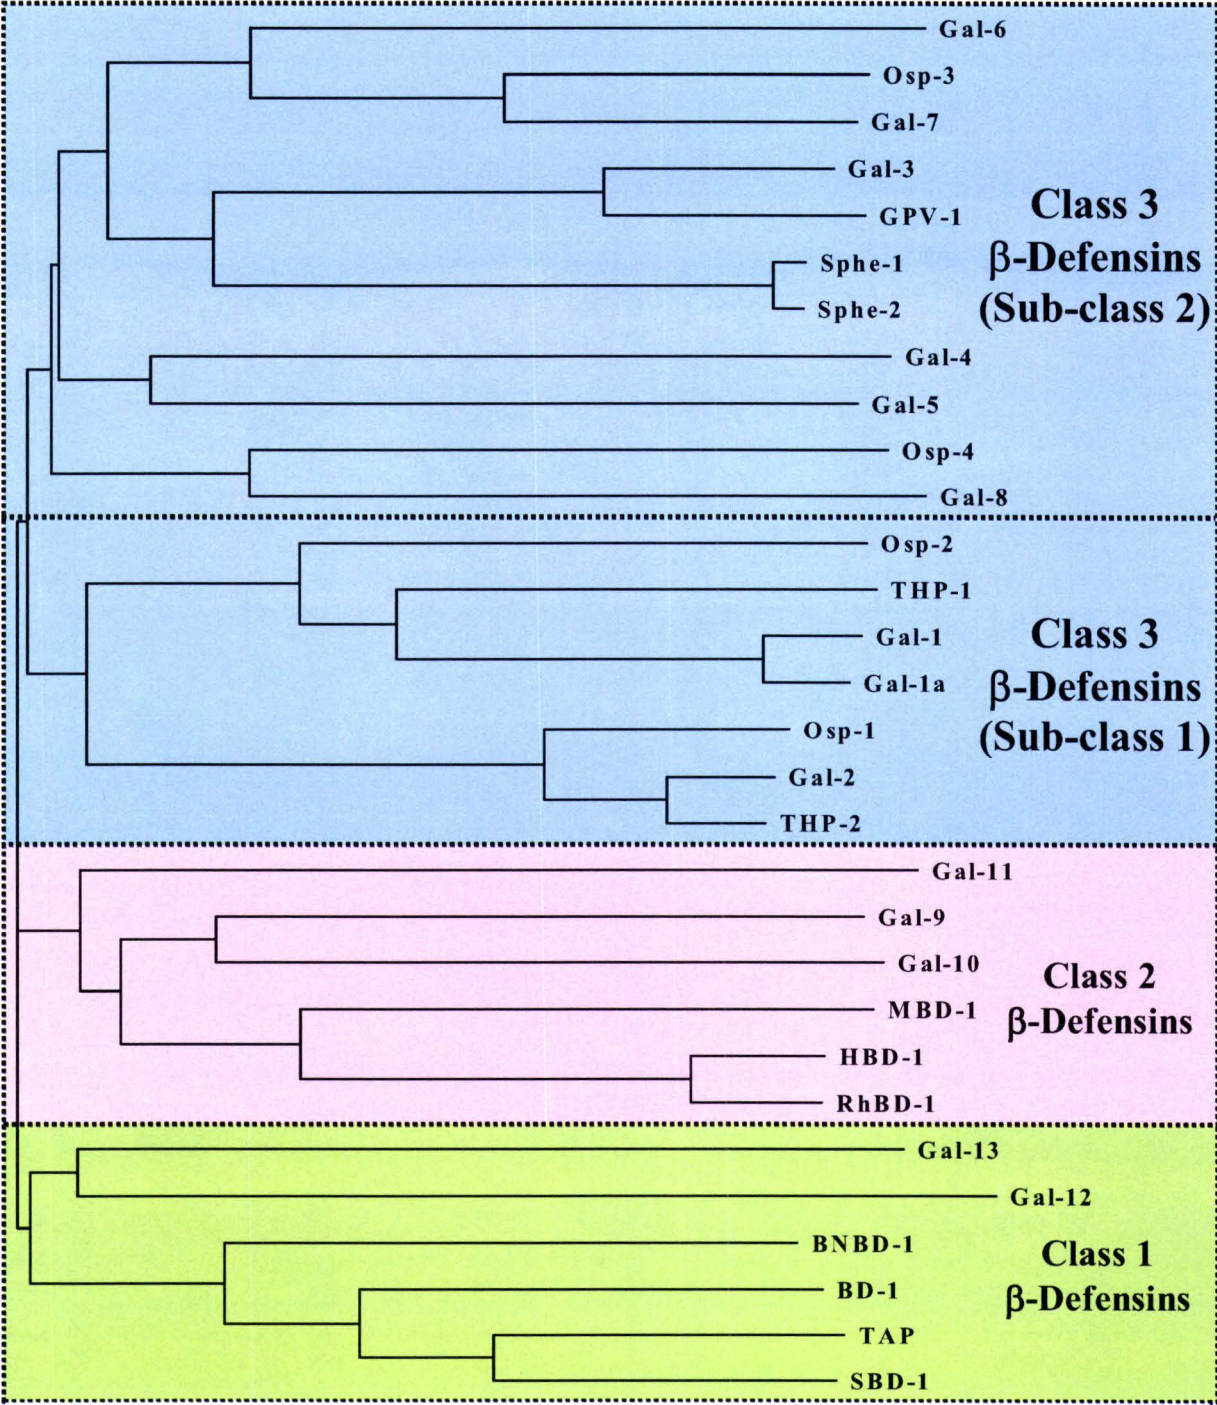 Gal-6
Osp-3
Gal-7
Gal-3
GPV-1
Sphe-1
Sphe-2
Gal-4
Gal-5
Osp-4
Gal-8
Class 3
β-Defensins
(Sub-class 2)
Osp-2
THP-1
Gal-1
Gal-1a
Osp-1
Gal-2
THP-2
Class 3
β-Defensins
(Sub-class 1)
Gal-11
Gal-9
Gal-10
MBD-1
HBD-1
RhBD-1
Class 2
β-Defensins
Gal-13
Gal-12
BNBD-1
BD-1
TAP
SBD-1
Class 1
β-Defensins